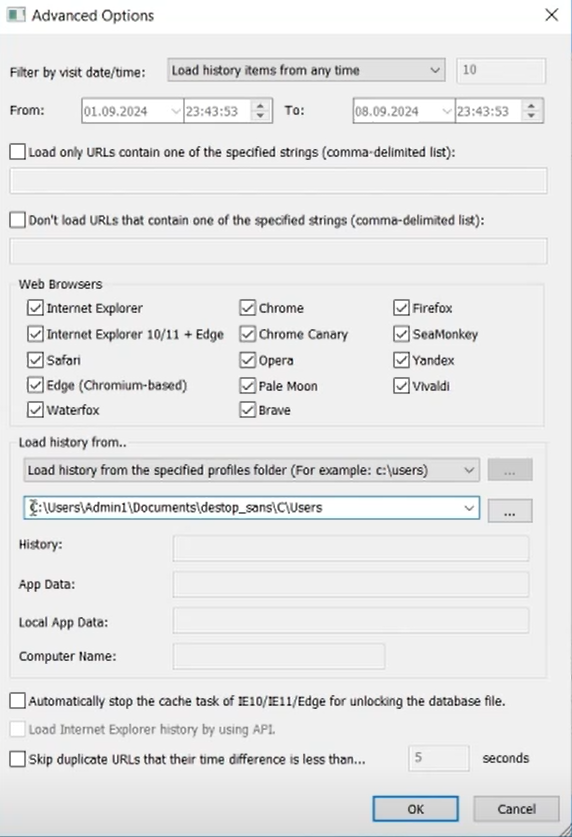 Advanced Options
Filter by visit date/time: Load history items from any time 10
From: 01.09.2024 23:43:53 To: 08.09.2024 23:43:53
Load only URLs contain one of the specified strings (comma-delimited list):
Don't load URLs that contain one of the specified strings (comma-delimited list):
Web Browsers
Internet Explorer Chrome Firefox
Internet Explorer 10/11 + Edge Chrome Canary SeaMonkey
Safari Opera Yandex
Edge (Chromium-based) Pale Moon Vivaldi
Waterfox Brave
Load history from..
Load history from the specified profiles folder (For example: c:\users) ...
C:\Users\Admin1\Documents\destop_sans\C\Users ...
History:
App Data:
Local App Data:
Computer Name:
Automatically stop the cache task of IE10/IE11/Edge for unlocking the database file.
Load Internet Explorer history by using API.
Skip duplicate URLs that their time difference is less than... 5 seconds
OK Cancel